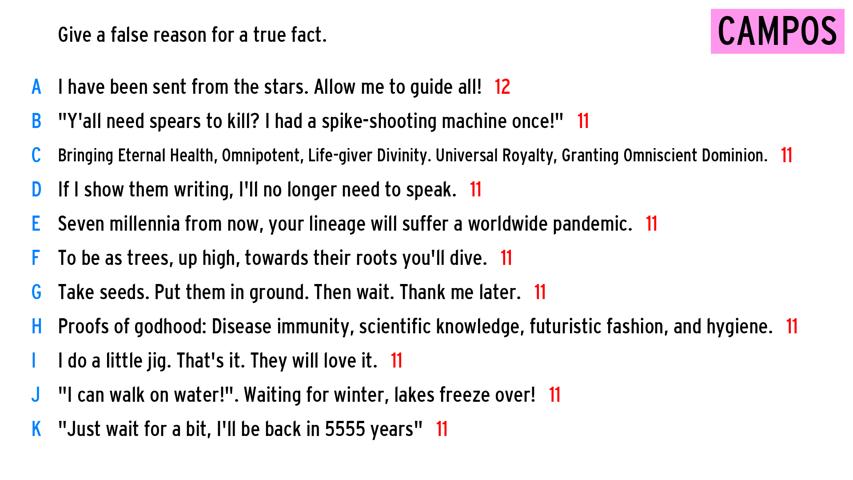 Give a false reason for a true fact.
CAMPOS
A I have been sent from the stars. Allow me to guide all! 12
B "Y'all need spears to kill? I had a spike-shooting machine once!" 11
C Bringing Eternal Health, Omnipotent, Life-giver Divinity. Universal Royalty, Granting Omniscient Dominion. 11
D If I show them writing, I'll no longer need to speak. 11
E Seven millennia from now, your lineage will suffer a worldwide pandemic. 11
F To be as trees, up high, towards their roots you'll dive. 11
G Take seeds. Put them in ground. Then wait. Thank me later. 11
H Proofs of godhood: Disease immunity, scientific knowledge, futuristic fashion, and hygiene. 11
I I do a little jig. That's it. They will love it. 11
J "I can walk on water!". Waiting for winter, lakes freeze over! 11
K "Just wait for a bit, I'll be back in 5555 years" 11